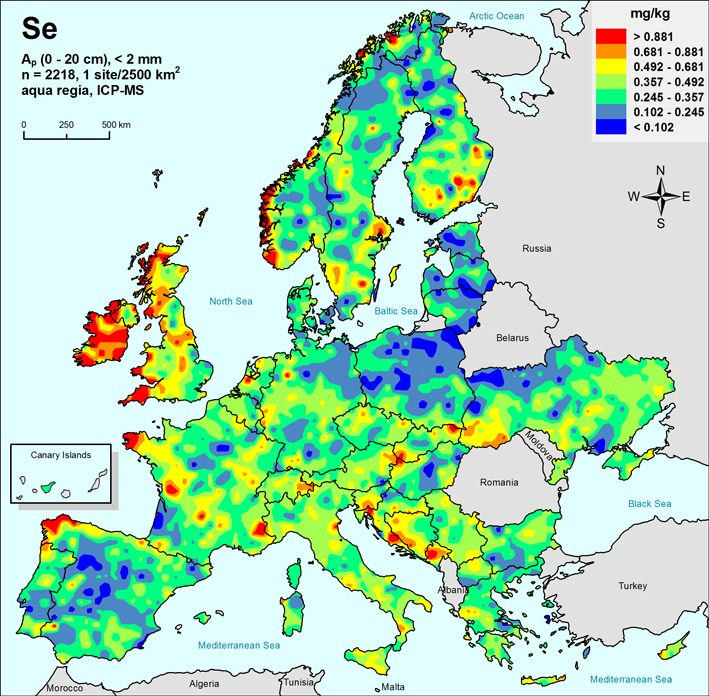 Se
Ap (0 - 20 cm), < 2 mm
n = 2218, 1 site/2500 km2
aqua regia, ICP-MS
0 250 500 km
mg/kg
> 0.881
0.681 - 0.881
0.492 - 0.681
0.357 - 0.492
0.245 - 0.357
0.102 - 0.245
< 0.102
Arctic Ocean
N
W E
S
Russia
North Sea
Baltic Sea
Belarus
Canary Islands
Moldova
Romania
Black Sea
Albania
Turkey
Mediterranean Sea
Mediterranean Sea
Morocco
Algeria
Tunisia
Malta